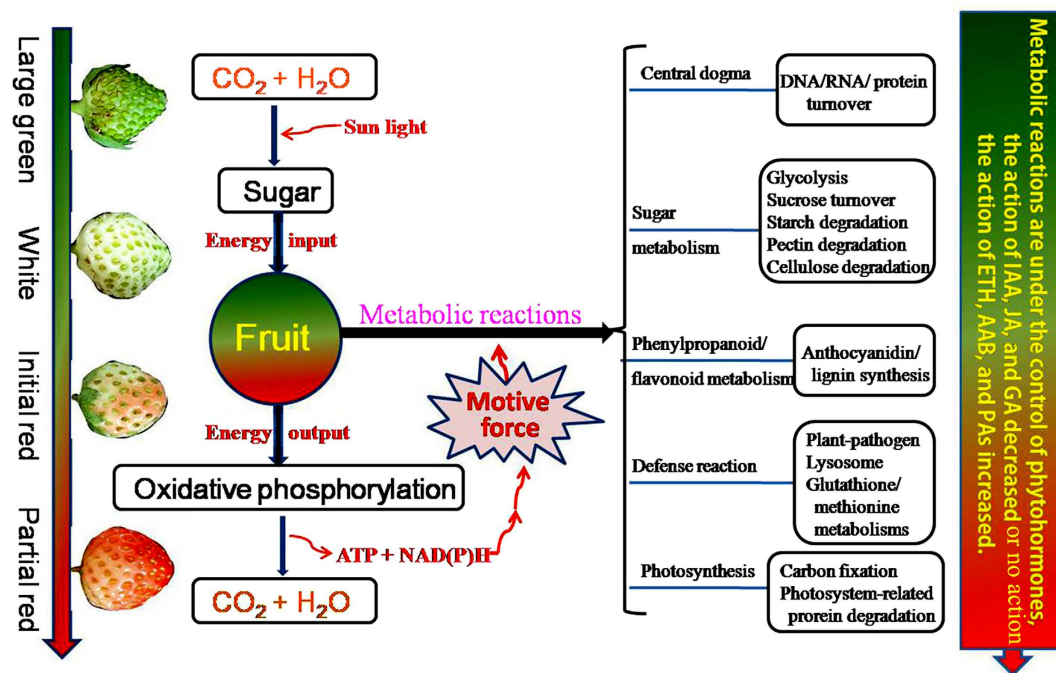 Large green
White
Initial red
Partial red
CO₂ + H₂O
Sun light
Sugar
Energy input
Fruit
Metabolic reactions
Motive
force
Energy output
Oxidative phosphorylation
ATP + NAD(P)H
CO₂ + H₂O
Central dogma
DNA/RNA/ protein
turnover
Sugar
metabolism
Glycolysis
Sucrose turnover
Starch degradation
Pectin degradation
Cellulose degradation
Phenylpropanoid/
flavonoid metabolism
Anthocyanidin/
lignin synthesis
Defense reaction
Plant-pathogen
Lysosome
Glutathione/
methionine
metabolisms
Photosynthesis
Carbon fixation
Photosystem-related
prorein degradation
Metabolic reactions are under the control of phytohormones,
the action of IAA, JA, and GA decreased or no action
the action of ETH, AAB, and PAs increased.